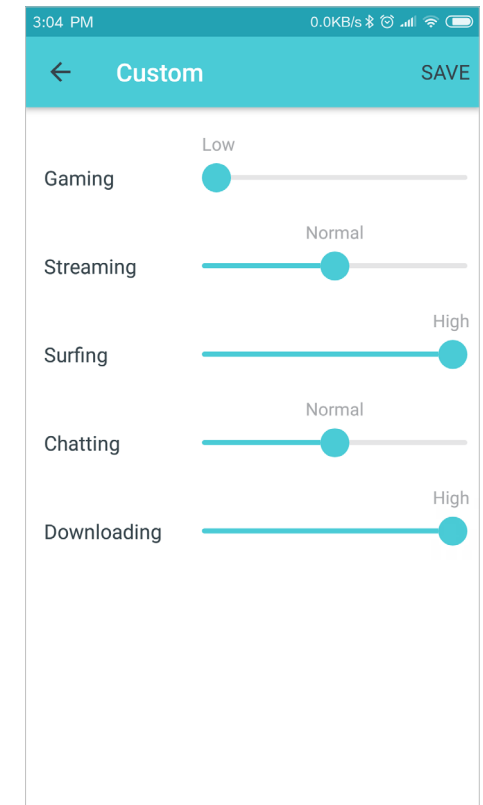 3:04 PM 0.0KB/s
Custom SAVE
Low
Gaming
Normal
Streaming
High
Surfing
Normal
Chatting
High
Downloading